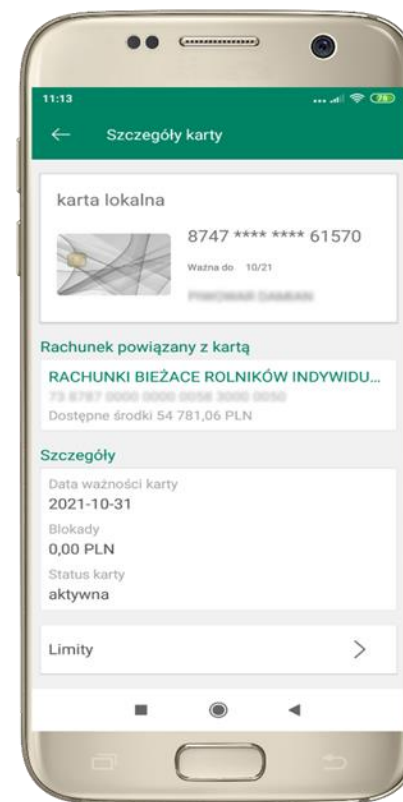 11:13
78
Szczegóły karty
karta lokalna
8747 **** **** 61570
Ważna do 10/21
Rachunek powiązany z kartą
RACHUNKI BIEŻACE ROLNIKÓW INDYWIDU...
Dostępne środki 54 781,06 PLN
Szczegóły
Data ważności karty
2021-10-31
Blokady
0,00 PLN
Status karty
aktywna
Limity